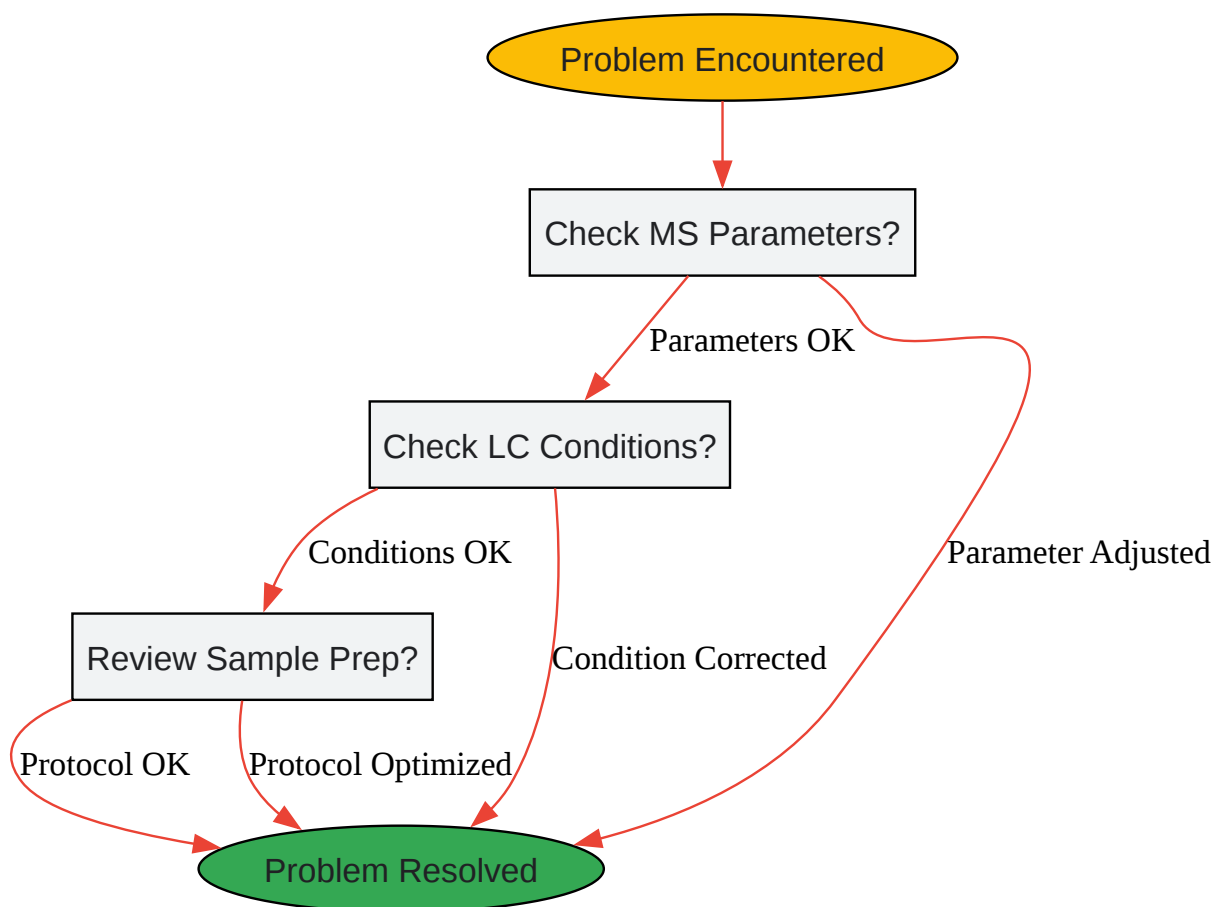 Problem Encountered
Check MS Parameters?
Parameters OK
Check LC Conditions?
Conditions OK
Parameter Adjusted
Review Sample Prep?
Condition Corrected
Protocol OK
Protocol Optimized
Problem Resolved